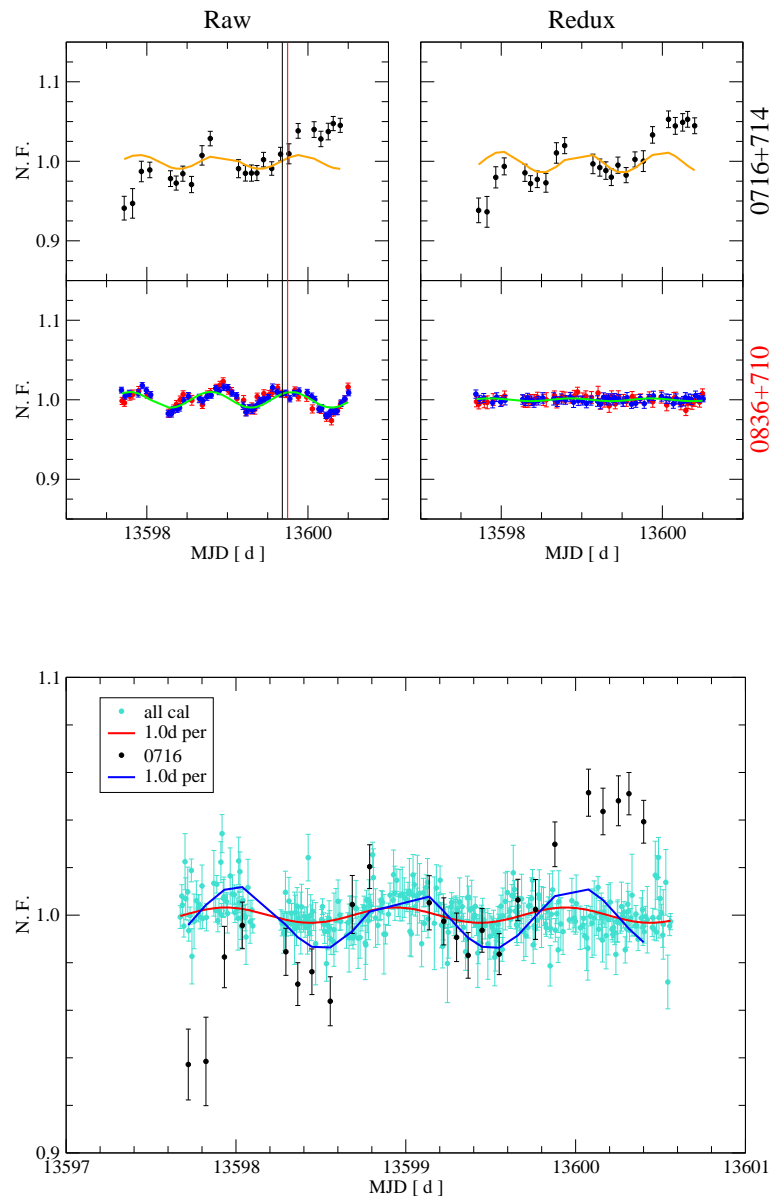 Raw
Redux
1.1
1.0
0.9
N. F.
0716+714
1.1
1.0
0.9
N. F.
0836+710
13598
13600
13598
13600
MJD [ d ]
MJD [ d ]
1.1
1.0
0.9
N. F.
all cal
1.0d per
0716
1.0d per
13597
13598
13599
13600
13601
MJD [ d ]